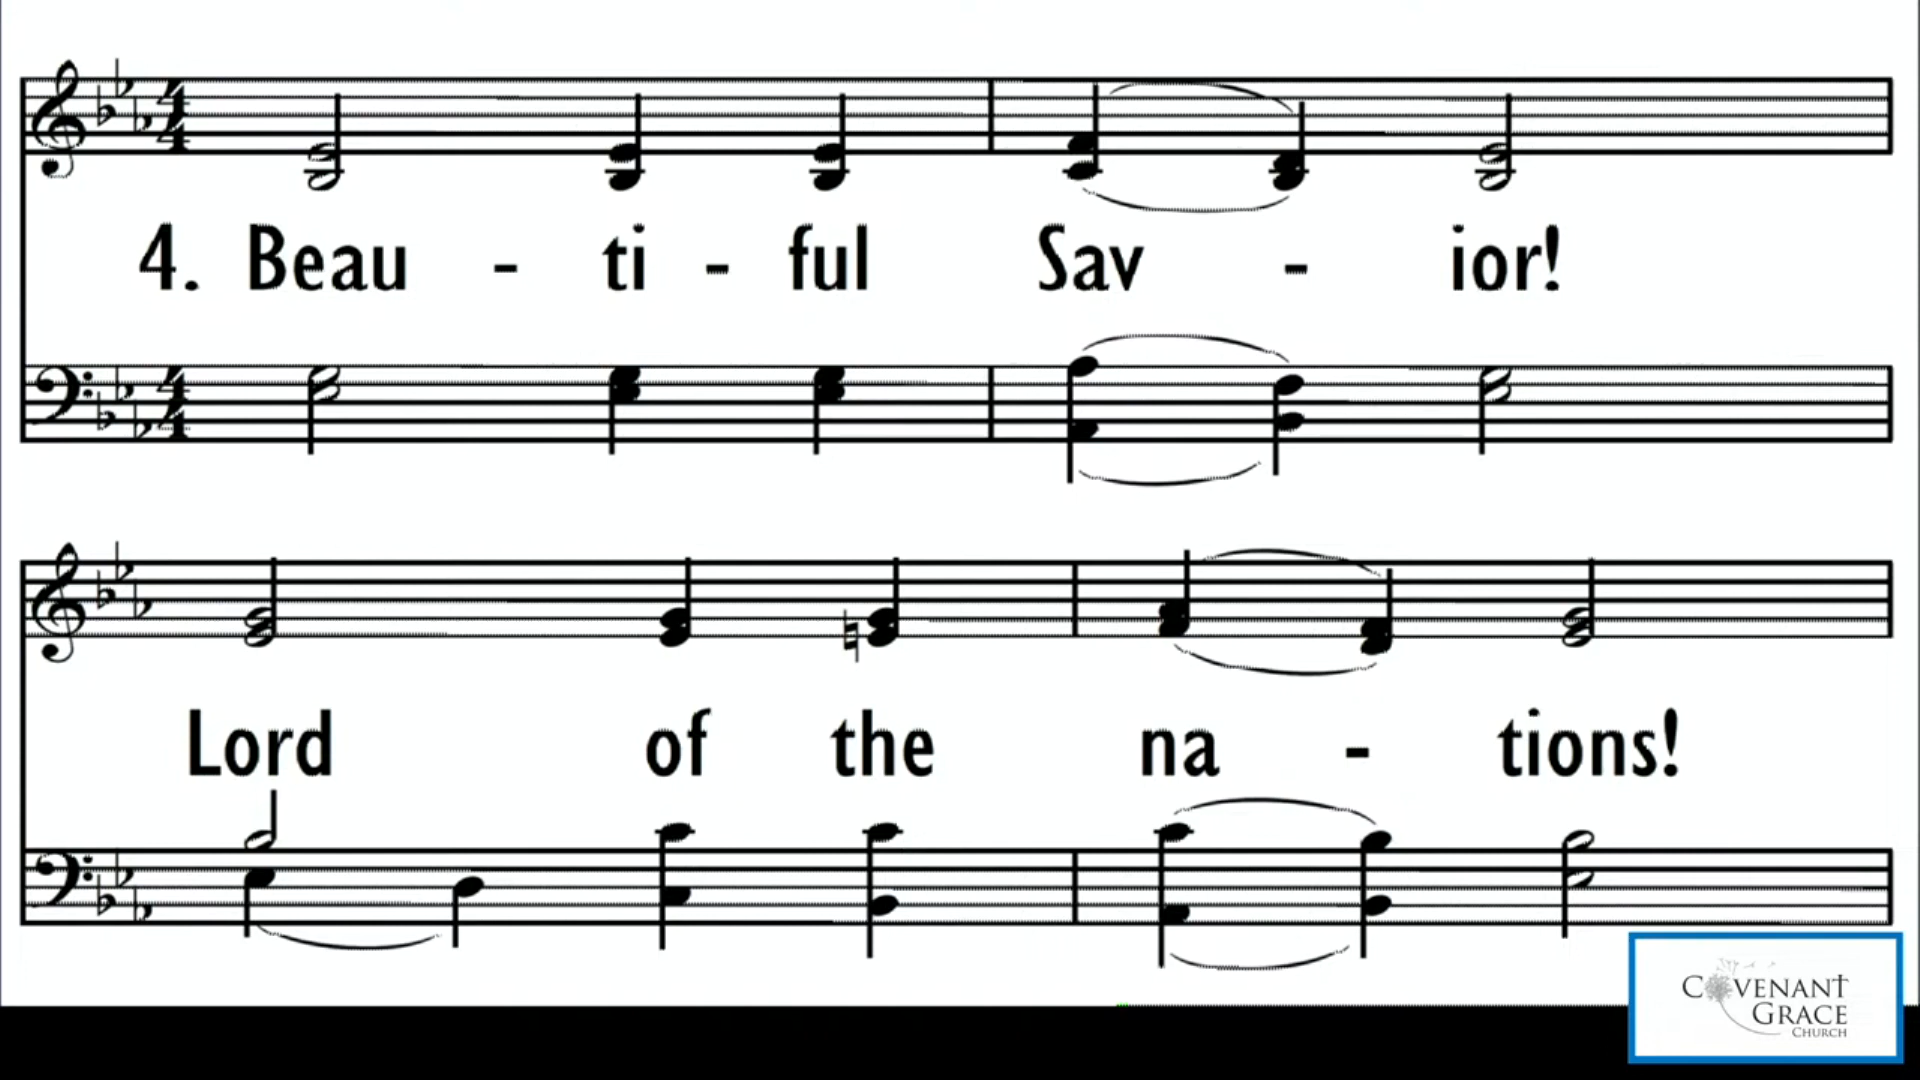 4. Beau - ti - ful Sav - ior!
Lord of the na - tions!
COVENANT
GRACE
CHURCH